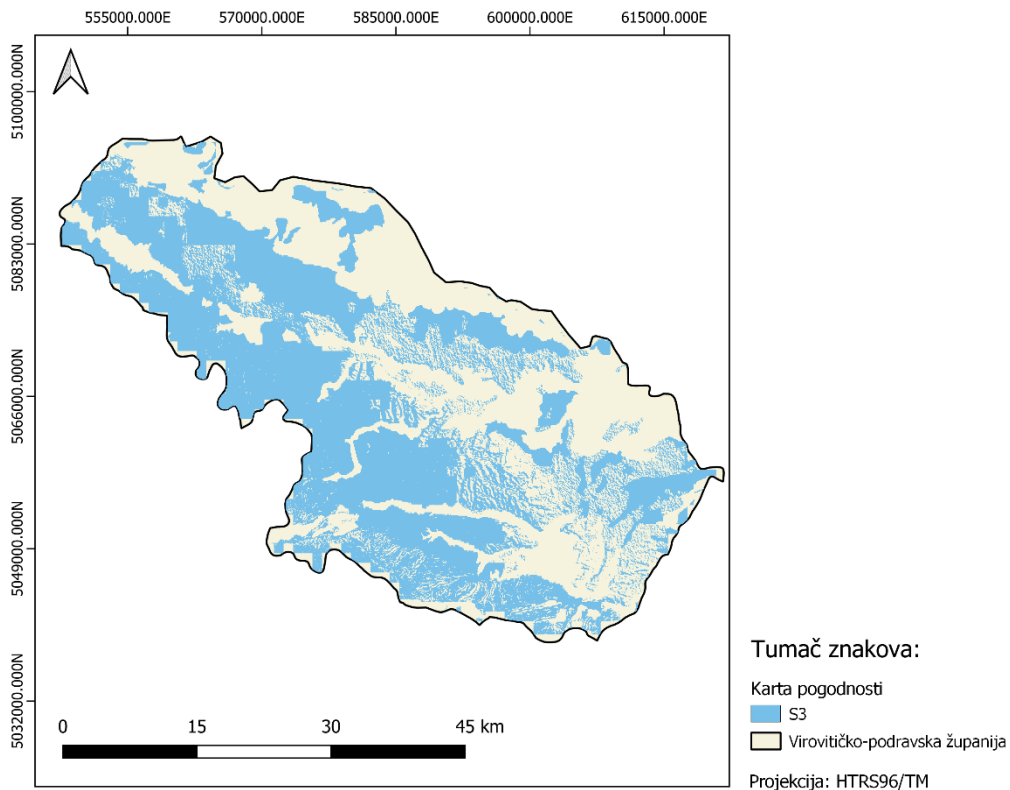 555000.000E 570000.000E 585000.000E 600000.000E 615000.000E
5100000.000N
5083000.000N
5066000.000N
5049000.000N
5032000.000N
0 15 30 45 km
Tumač znakova:
Karta pogodnosti
S3
Virovitičko-podravska županija
Projekcija: HTRS96/TM